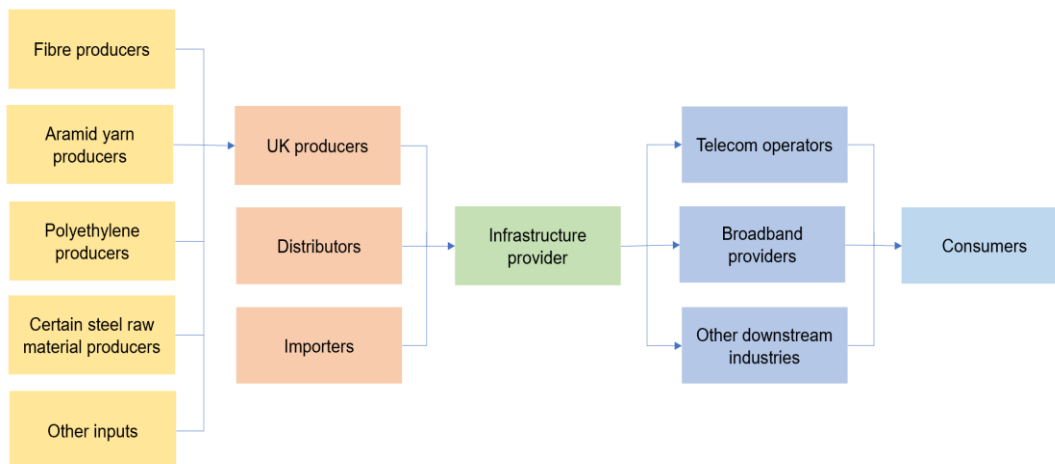 Fibre producers
Aramid yarn
producers
Polyethylene
producers
Certain steel raw
material producers
Other inputs
UK producers
Distributors
Importers
Infrastructure
provider
Telecom operators
Broadband
providers
Other downstream
industries
Consumers